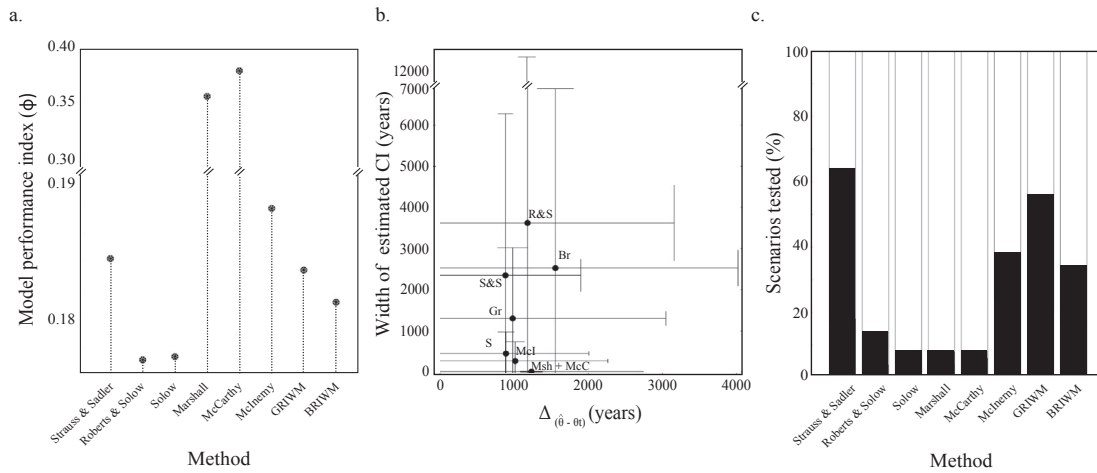 a.
Model performance index (ϕ)
0.40
0.35
0.30
0.19
0.18
Strauss & Sadler
Roberts & Solow
Solow
Marshall
McCarthy
McInemy
GRIWM
BRIWM
Method
b.
Width of estimated CI (years)
12000
7000
6000
5000
4000
3000
2000
1000
0
R&S
Br
S&S
Gr
S
McI
Msh + McC
0
1000
2000
3000
4000
Δ (θ̂ - θt) (years)
c.
Scenarios tested (%)
100
80
60
40
20
0
Strauss & Sadler
Roberts & Solow
Solow
Marshall
McCarthy
McInemy
GRIWM
BRIWM
Method